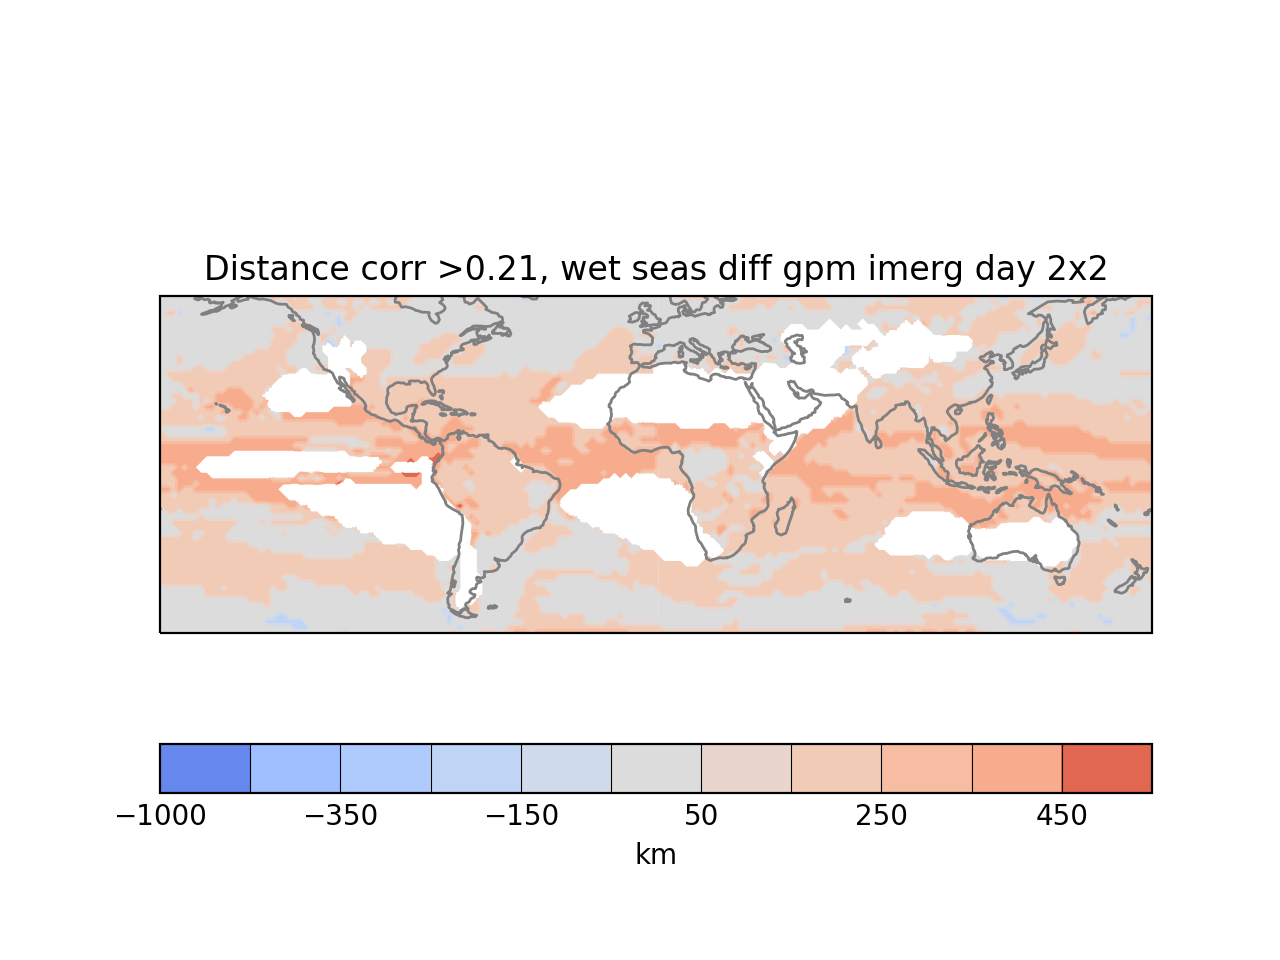 Distance corr >0.21, wet seas diff gpm imerg day 2x2
−1000 −350 −150 50 250 450
km